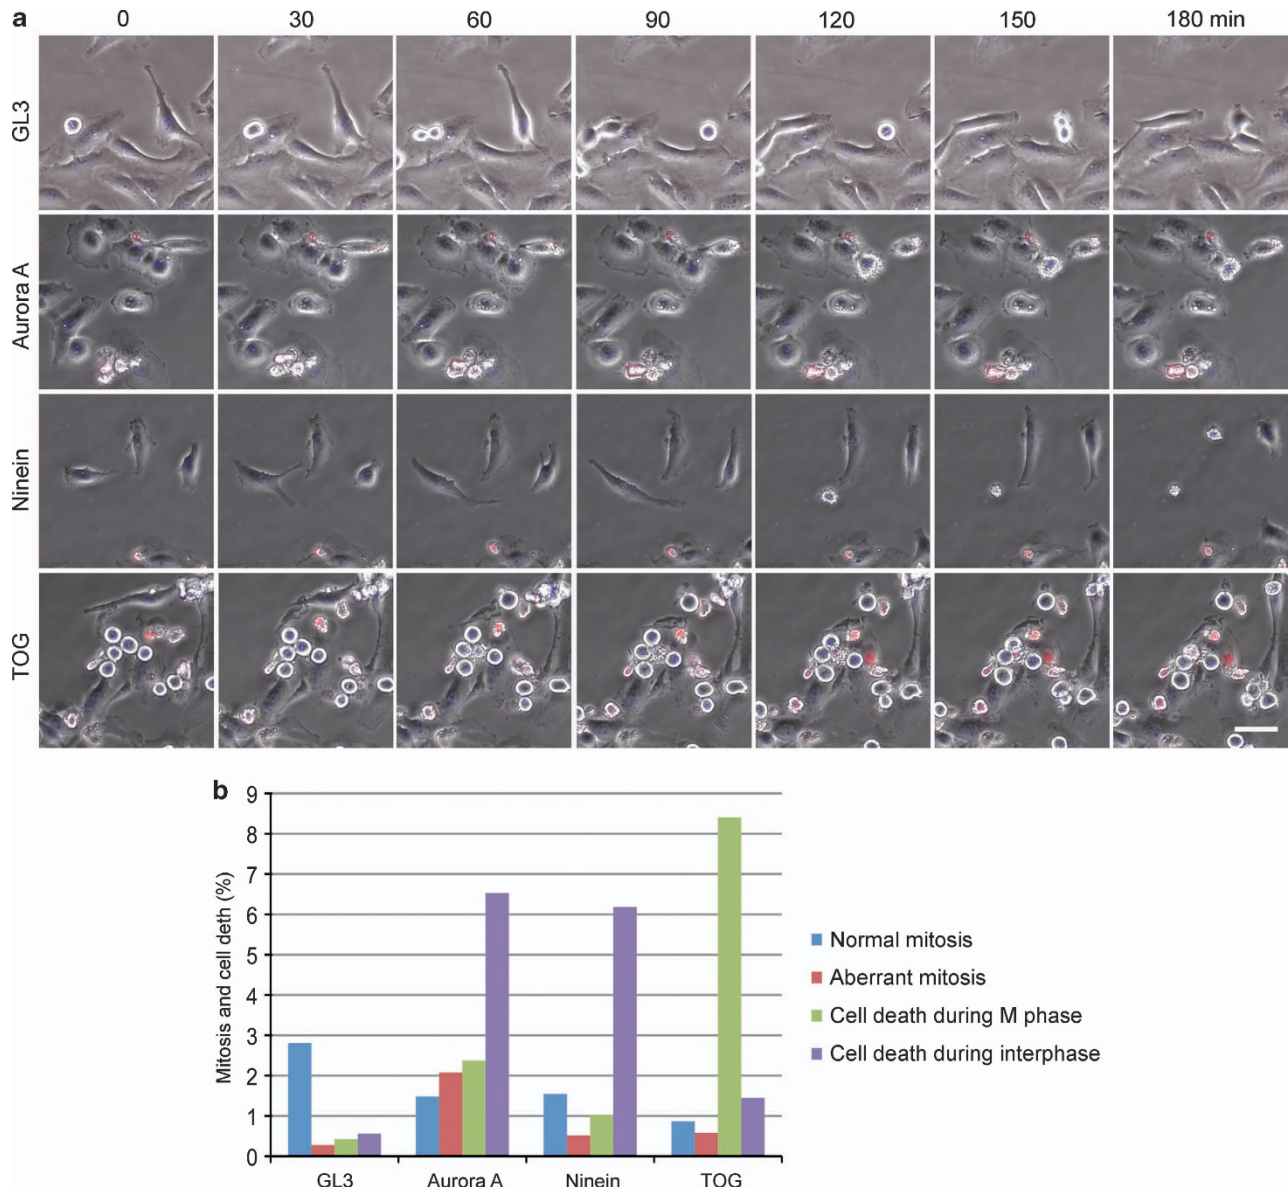 a 0 30 60 90 120 150 180 min
GL3
Aurora A
Ninein
TOG
b
9
8
7
6
5
4
3
2
1
0
Mitosis and cell deth (%)
GL3 Aurora A Ninein TOG
Normal mitosis
Aberrant mitosis
Cell death during M phase
Cell death during interphase